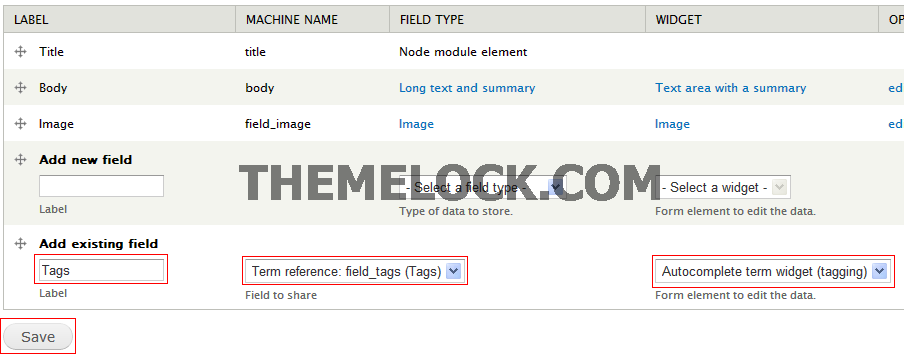 LABEL MACHINE NAME FIELD TYPE WIDGET OP
Title title Node module element
Body body Long text and summary Text area with a summary ed
Image field_image Image Image ed
Add new field
THEMELOCK.COM
- Select a field type - - Select a widget -
Label Type of data to store. Form element to edit the data.
Add existing field
Tags Term reference: field_tags (Tags) Autocomplete term widget (tagging)
Label Field to share Form element to edit the data.
Save